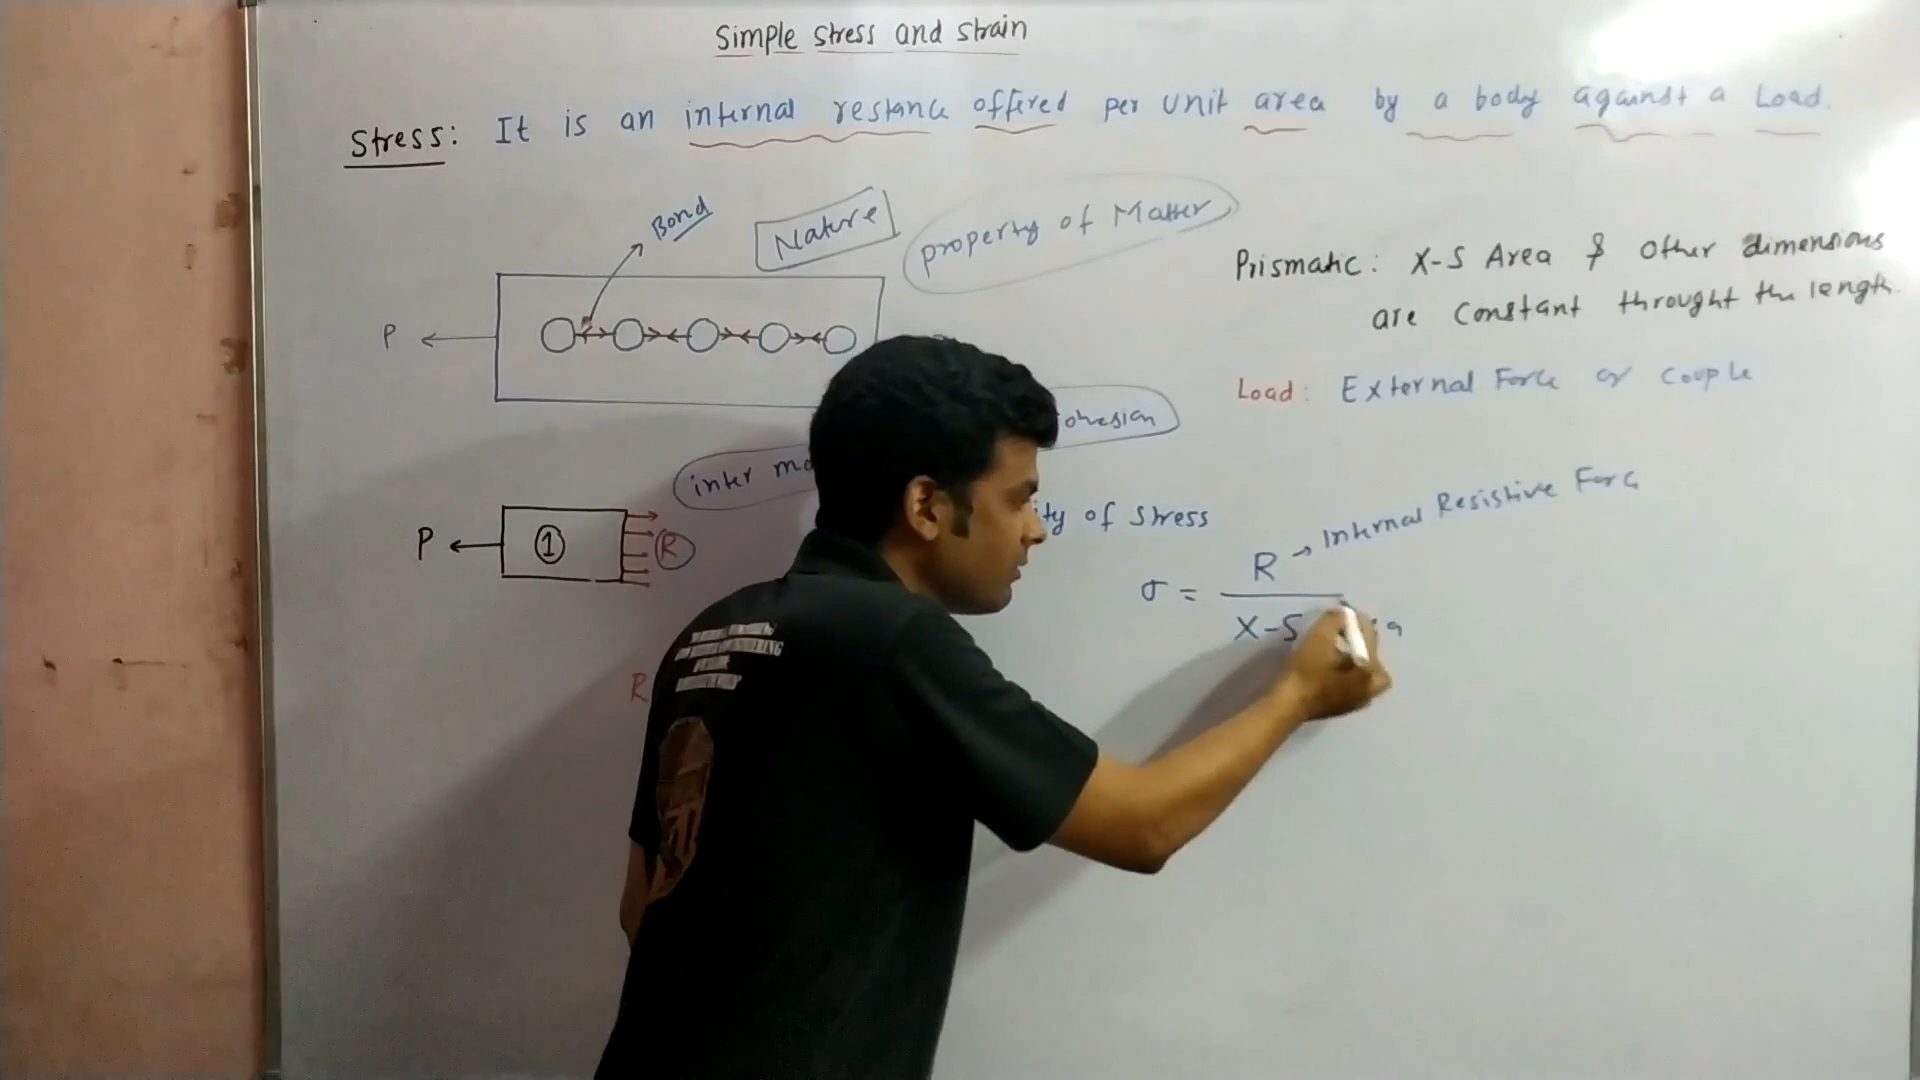 Simple stress and strain
Stress: It is an internal restance offered per unit area by a body against a Load.
Bond
Nature
property of Matter
Prismatic: X-S Area & other dimensions
are constant throught the length.
P
Load: External Force or couple
ohesion
inter mo
P
1
R
ity of stress
σ = R → Internal Resistive Force
X-S
R